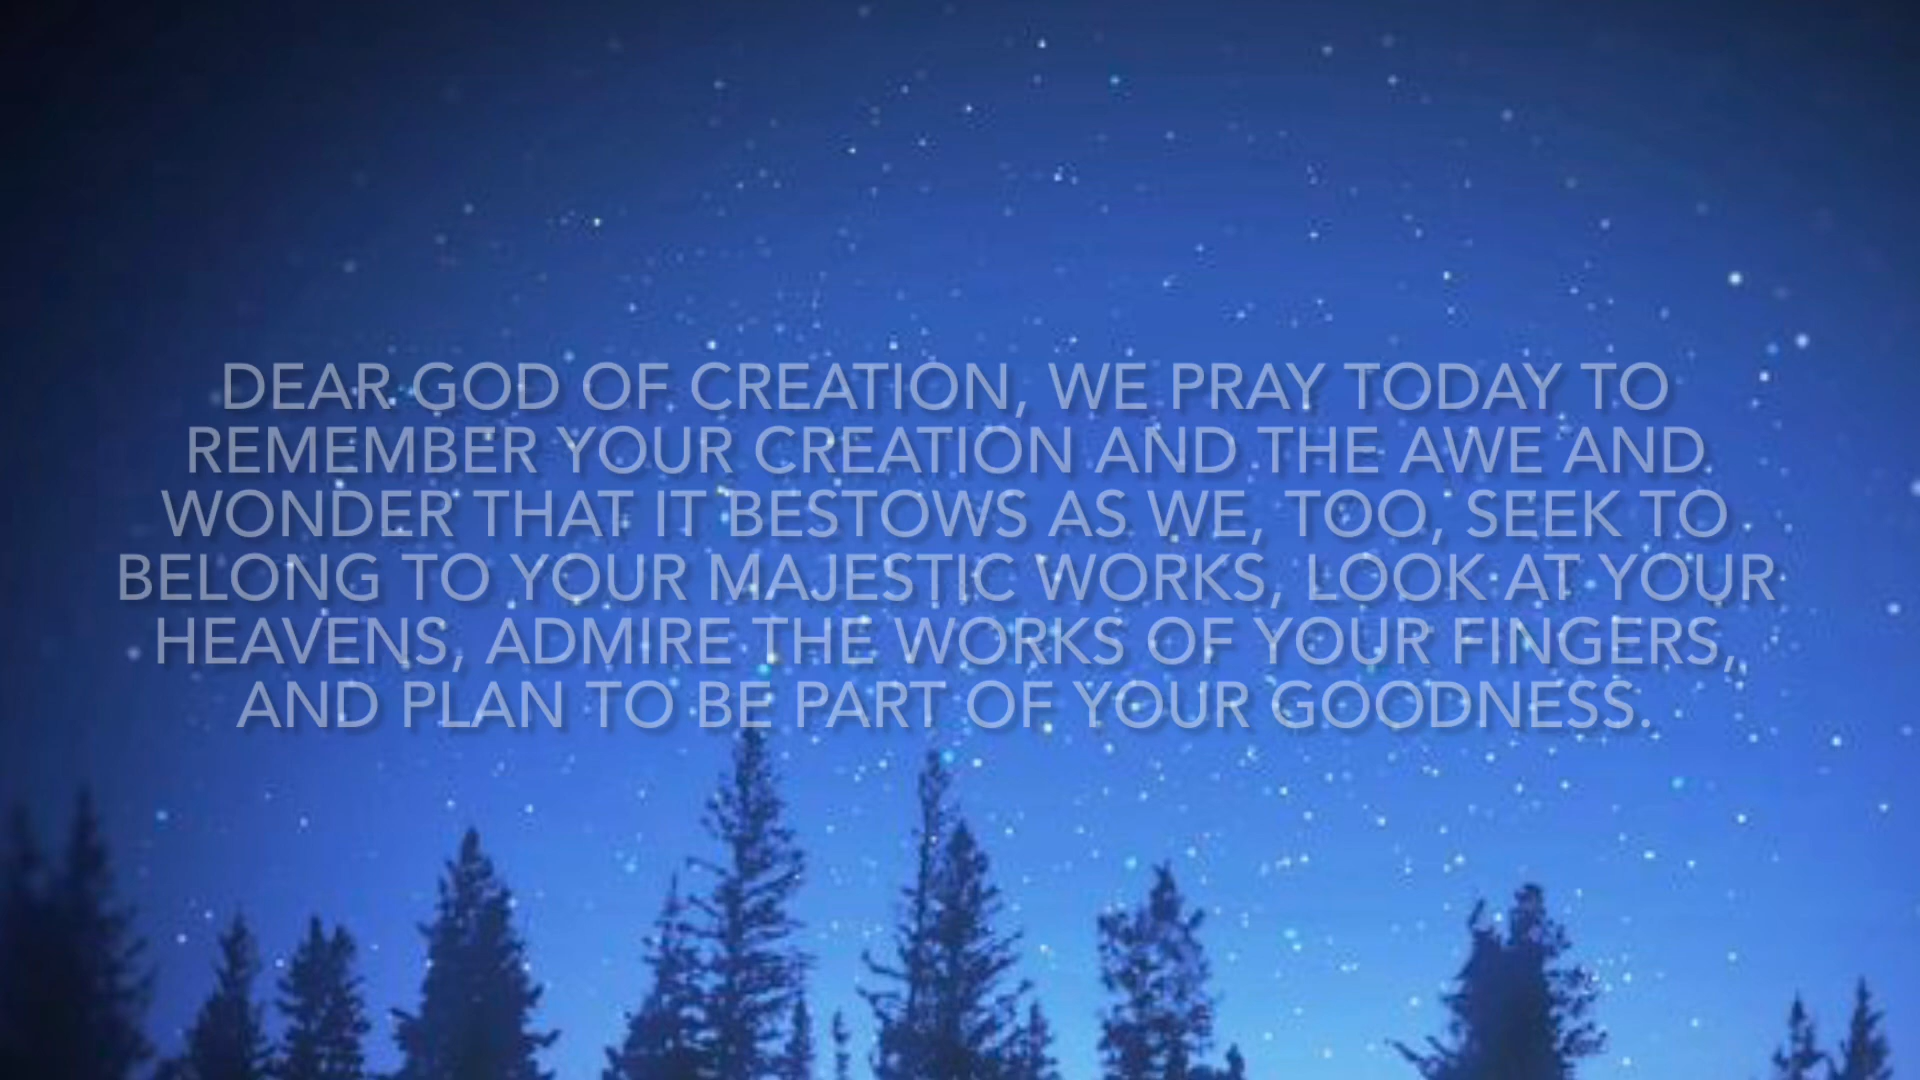 DEAR GOD OF CREATION, WE PRAY TODAY TO
REMEMBER YOUR CREATION AND THE AWE AND
WONDER THAT IT BESTOWS AS WE, TOO, SEEK TO
BELONG TO YOUR MAJESTIC WORKS, LOOK AT YOUR
HEAVENS, ADMIRE THE WORKS OF YOUR FINGERS,
AND PLAN TO BE PART OF YOUR GOODNESS.